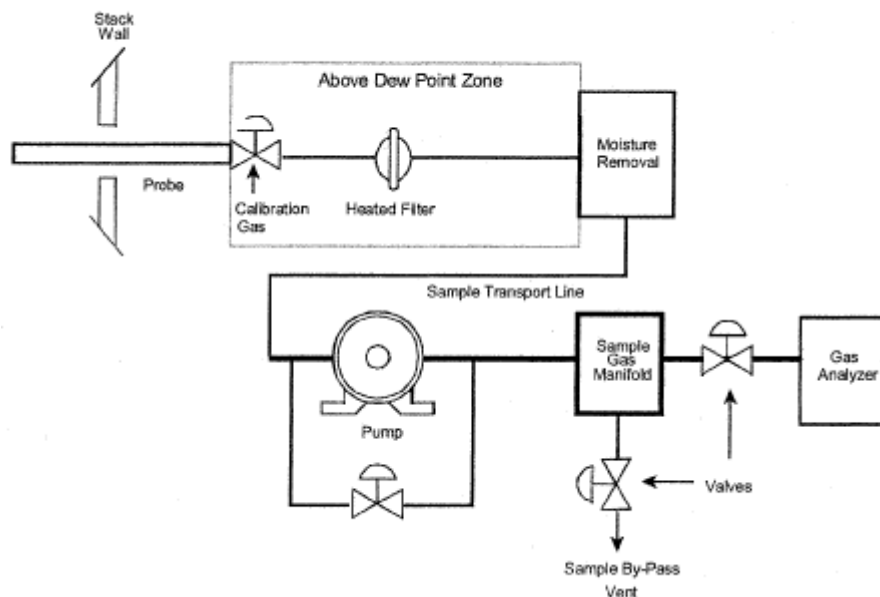 Stack
Wall
Above Dew Point Zone
Moisture
Removal
Probe
Calibration
Gas
Heated Filter
Sample Transport Line
Sample
Gas
Manifold
Gas
Analyzer
Pump
Valves
Sample By-Pass
Vent